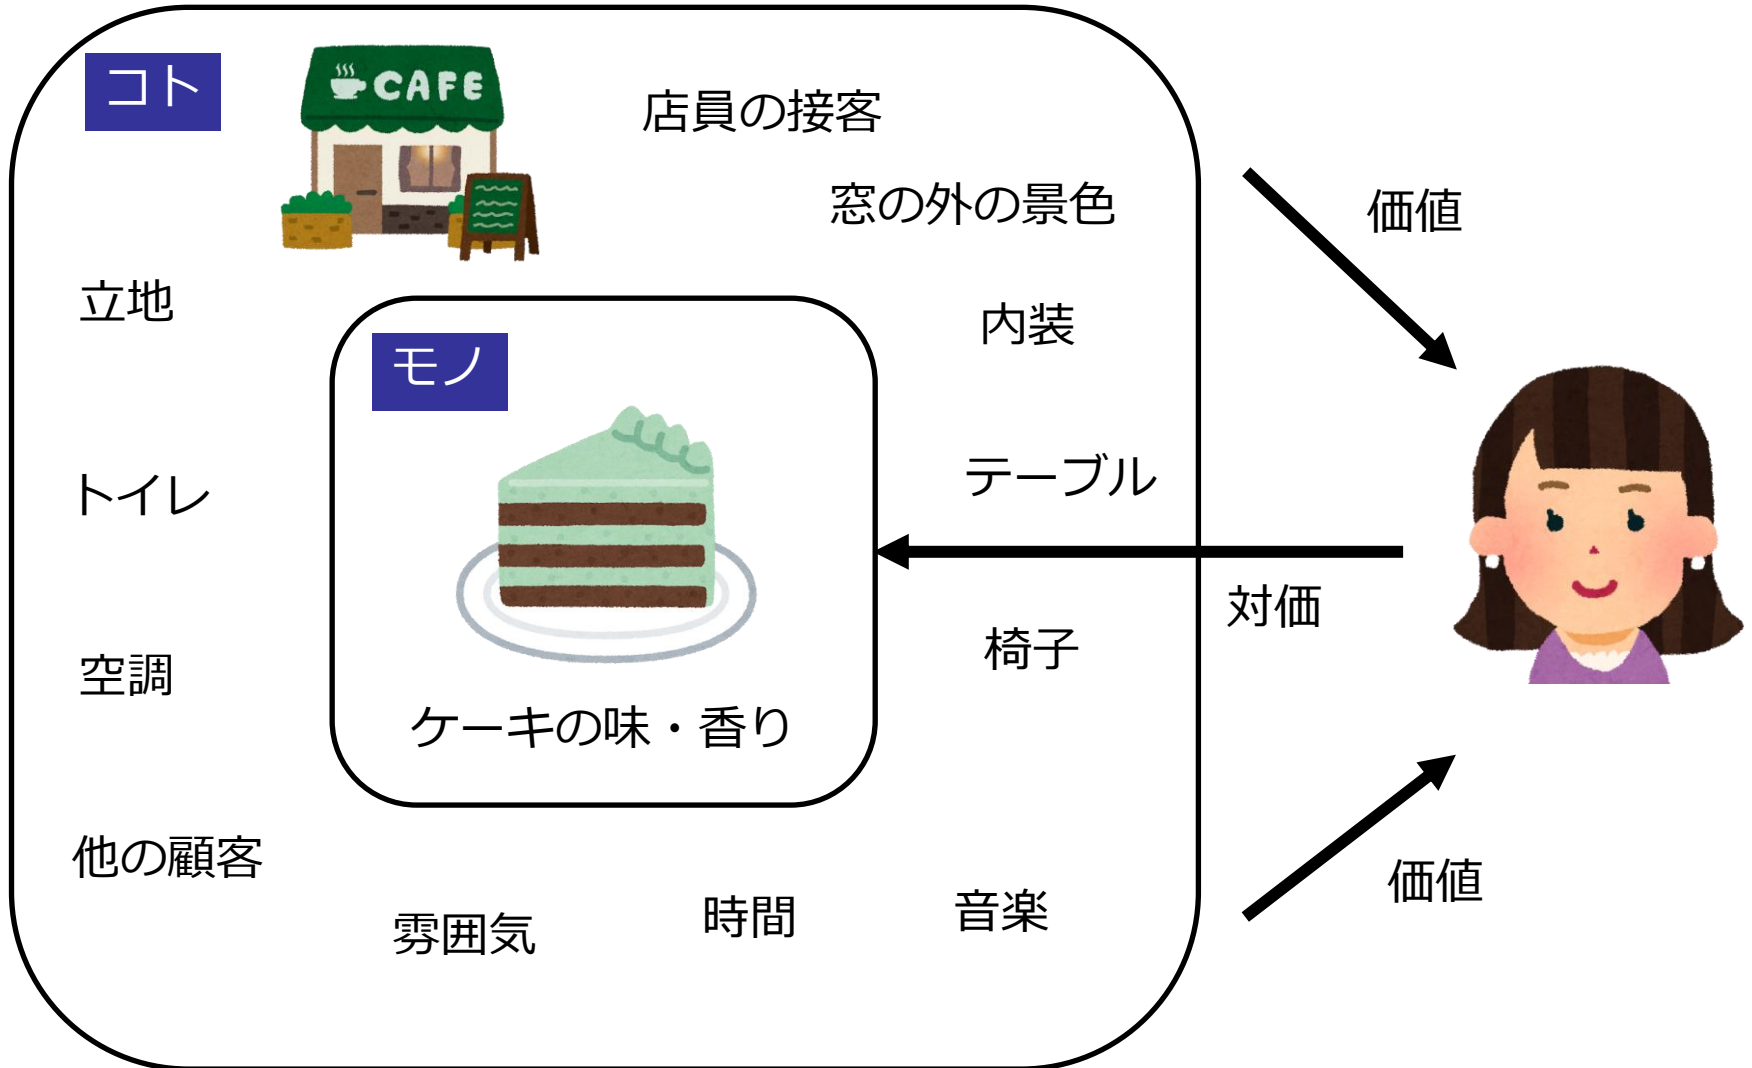 コト
CAFE
店員の接客
窓の外の景色
価値
立地
内装
モノ
テーブル
トイレ
対価
椅子
空調
ケーキの味・香り
他の顧客
価値
雰囲気
時間
音楽